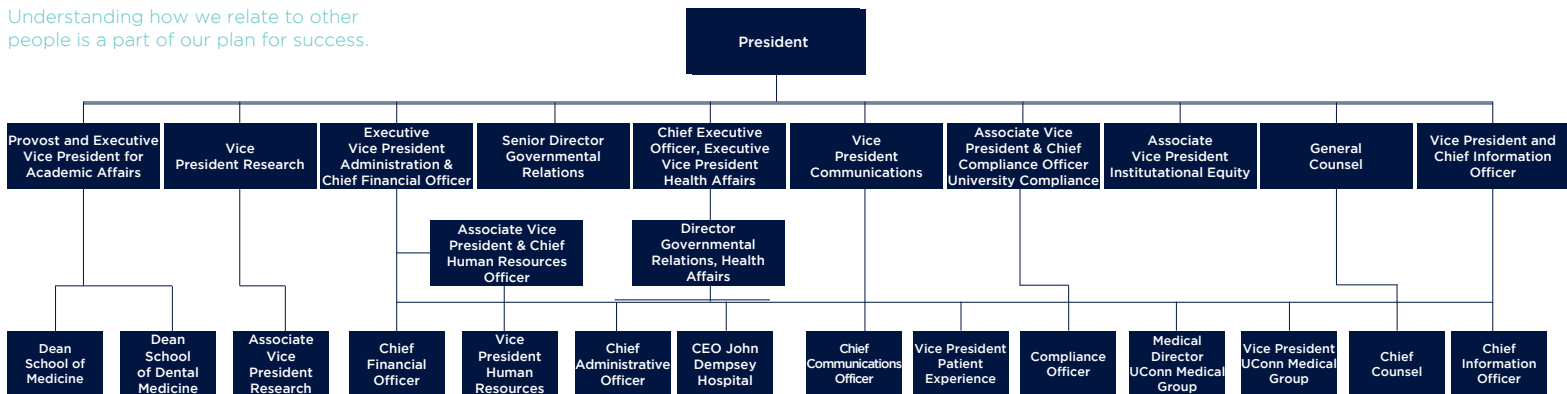 Understanding how we relate to other
people is a part of our plan for success.
President
Provost and Executive
Vice President for
Academic Affairs
Vice
President Research
Executive
Vice President
Administration &
Chief Financial Officer
Senior Director
Governmental
Relations
Chief Executive
Officer, Executive
Vice President
Health Affairs
Vice
President
Communications
Associate Vice
President & Chief
Compliance Officer
University Compliance
Associate
Vice President
Institutional Equity
General
Counsel
Vice President and
Chief Information
Officer
Associate Vice
President & Chief
Human Resources
Officer
Director
Governmental
Relations, Health
Affairs
Dean
School of
Medicine
Dean
School
of Dental
Medicine
Associate
Vice
President
Research
Chief
Financial
Officer
Vice
President
Human
Resources
Chief
Administrative
Officer
CEO John
Dempsey
Hospital
Chief
Communications
Officer
Vice President
Patient
Experience
Compliance
Officer
Medical
Director
UConn Medical
Group
Vice President
UConn Medical
Group
Chief
Counsel
Chief
Information
Officer